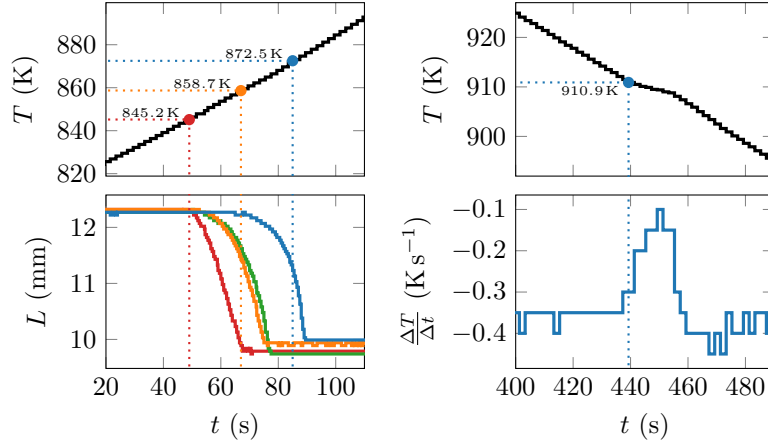 880
860
840
820
T (K)
872.5 K
858.7 K
845.2 K
920
910
900
T (K)
910.9 K
12
11
10
L (mm)
20 40 60 80 100
t (s)
−0.1
−0.2
−0.3
−0.4
ΔT/Δt (K s⁻¹)
400 420 440 460 480
t (s)